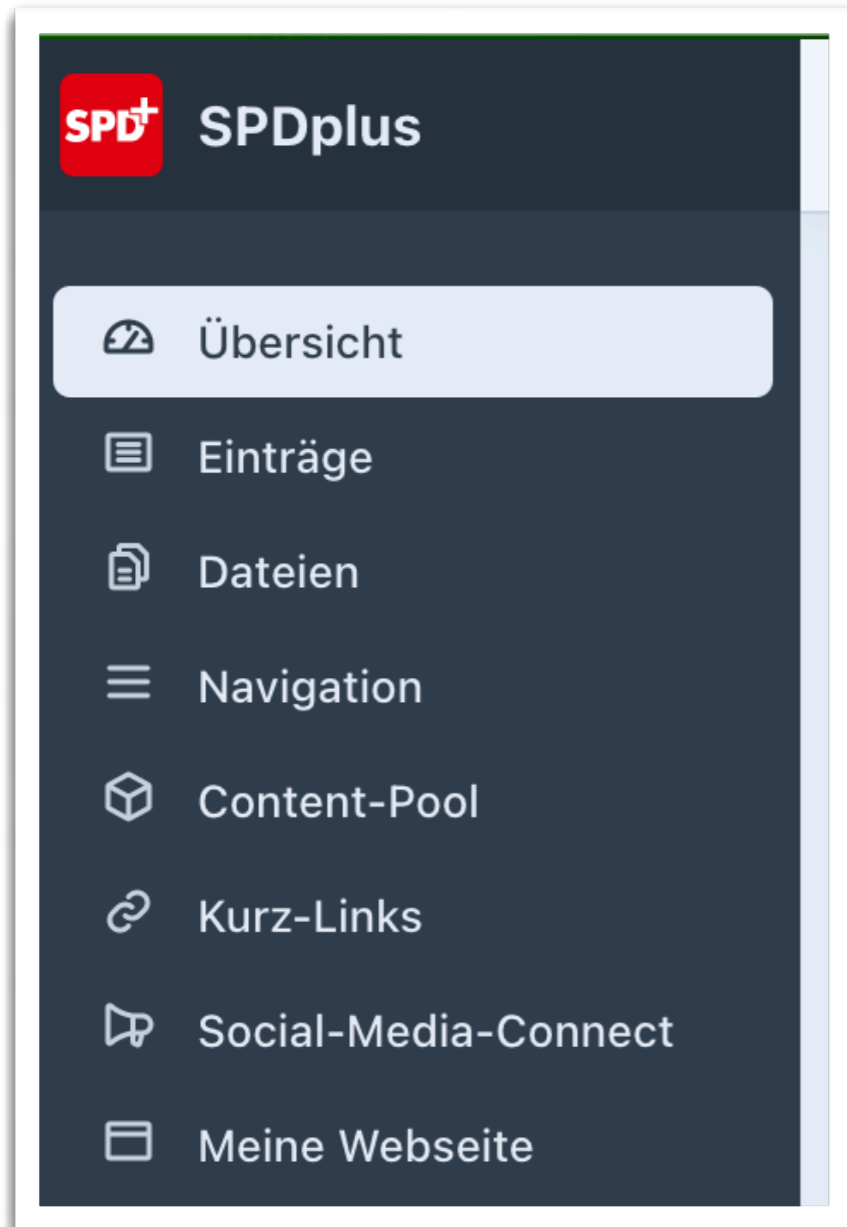 SPD+
SPDplus
Übersicht
Einträge
Dateien
Navigation
Content-Pool
Kurz-Links
Social-Media-Connect
Meine Webseite